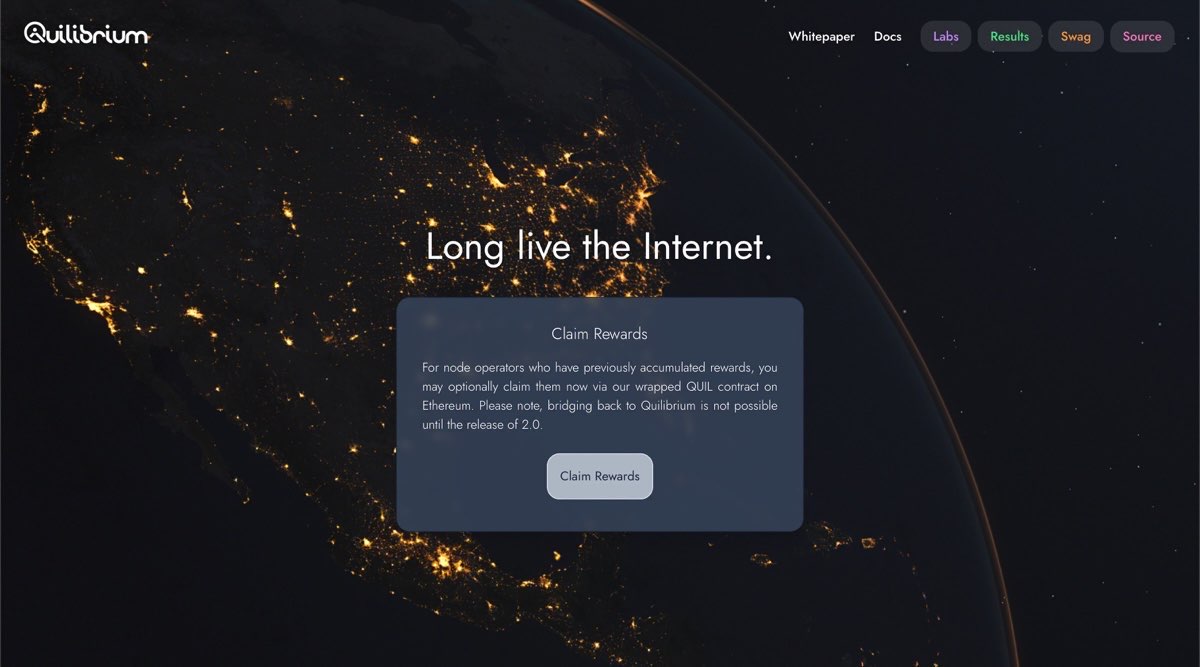 Quilibrium
Whitepaper
Docs
Labs
Results
Swag
Source
Long live the Internet.
Claim Rewards
For node operators who have previously accumulated rewards, you
may optionally claim them now via our wrapped QUIL contract on
Ethereum. Please note, bridging back to Quilibrium is not possible
until the release of 2.0.
Claim Rewards